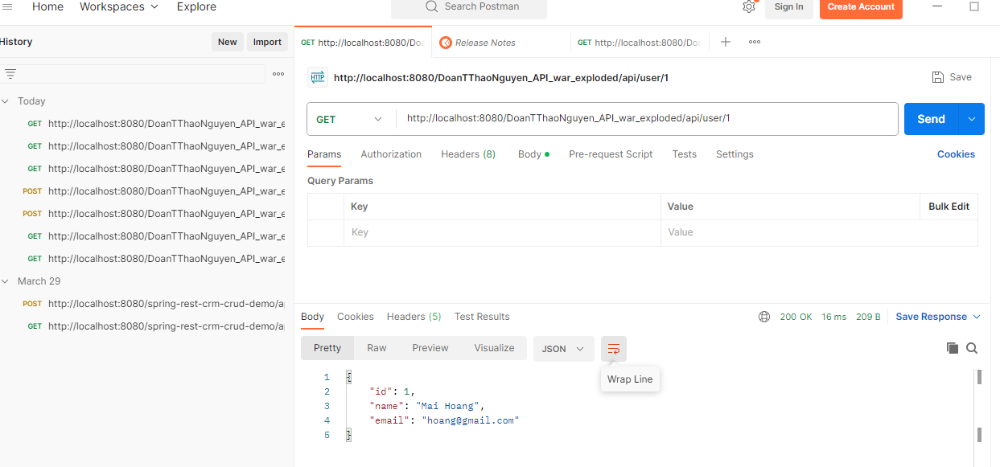 Home Workspaces Explore Search Postman Sign In Create Account
History New Import
GET http://localhost:8080/Doa Release Notes GET http://localhost:8080/Do
HTTP http://localhost:8080/DoanTThaoNguyen_API_war_exploded/api/user/1 Save
Today
GET http://localhost:8080/DoanTThaoNguyen_API_war_e
GET http://localhost:8080/DoanTThaoNguyen_API_war_e
GET http://localhost:8080/DoanTThaoNguyen_API_war_e
POST http://localhost:8080/DoanTThaoNguyen_API_war_e
POST http://localhost:8080/DoanTThaoNguyen_API_war_e
GET http://localhost:8080/DoanTThaoNguyen_API_war_e
GET http://localhost:8080/DoanTThaoNguyen_API_war_e
March 29
POST http://localhost:8080/spring-rest-crm-crud-demo/a
GET http://localhost:8080/spring-rest-crm-crud-demo/a
GET http://localhost:8080/DoanTThaoNguyen_API_war_exploded/api/user/1 Send
Params Authorization Headers (8) Body Pre-request Script Tests Settings Cookies
Query Params
Key Value Bulk Edit
Key Value
Body Cookies Headers (5) Test Results 200 OK 16 ms 209 B Save Response
Pretty Raw Preview Visualize JSON
Wrap Line
1 {
2 "id": 1,
3 "name": "Mai Hoang",
4 "email": "hoang@gmail.com"
5 }